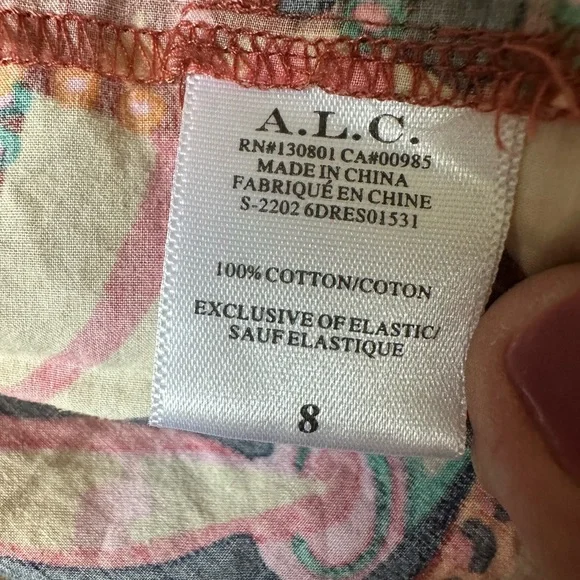 A.L.C.
RN#130801 CA#00985
MADE IN CHINA
FABRIQUÉ EN CHINE
S-2202 6DRES01531
100% COTTON/COTON
EXCLUSIVE OF ELASTIC/
SAUF ELASTIQUE
8